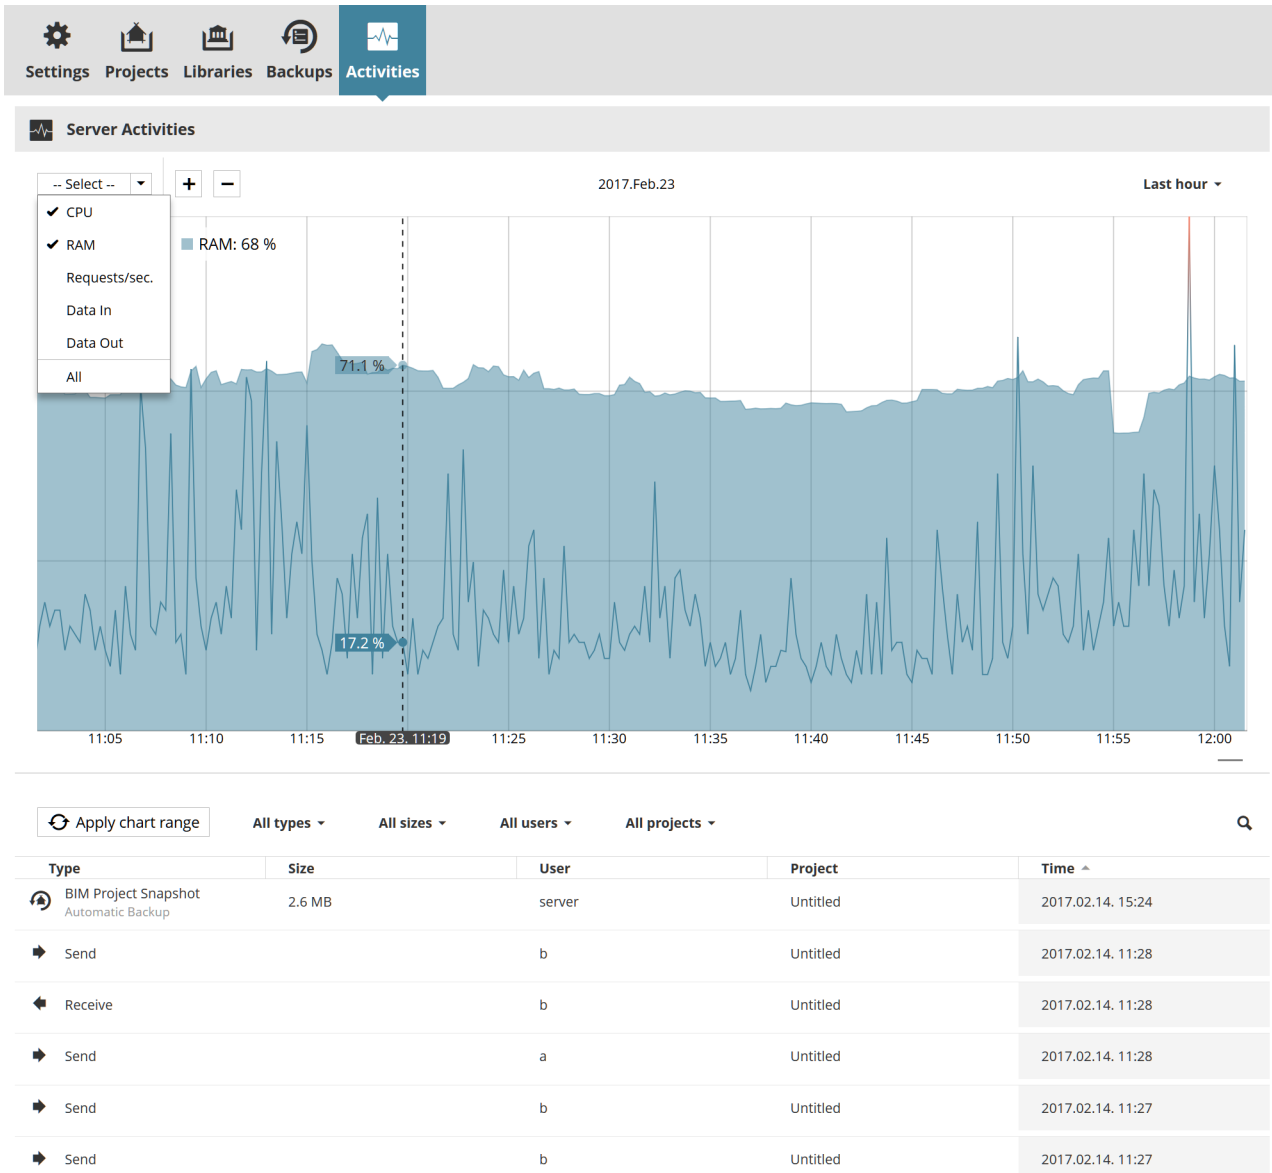 Settings Projects Libraries Backups Activities
Server Activities
-- Select -- + − 2017.Feb.23 Last hour
CPU
RAM
Requests/sec.
Data In
Data Out
All
RAM: 68 %
71.1 %
17.2 %
11:05 11:10 11:15 Feb. 23. 11:19 11:25 11:30 11:35 11:40 11:45 11:50 11:55 12:00
Apply chart range All types All sizes All users All projects
Type Size User Project Time
BIM Project Snapshot
Automatic Backup
2.6 MB server Untitled 2017.02.14. 15:24
Send b Untitled 2017.02.14. 11:28
Receive b Untitled 2017.02.14. 11:28
Send a Untitled 2017.02.14. 11:28
Send b Untitled 2017.02.14. 11:27
Send b Untitled 2017.02.14. 11:27